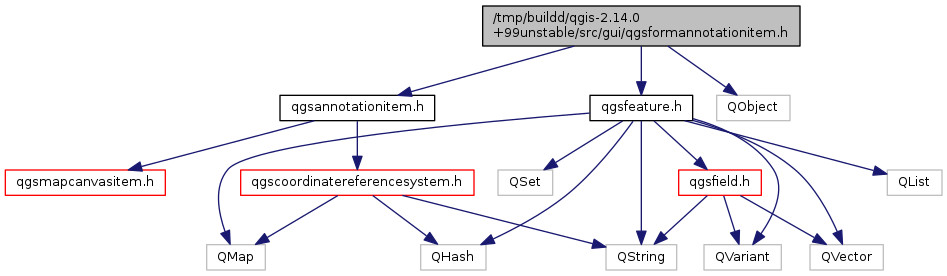 /tmp/buildd/qgis-2.14.0
+99unstable/src/gui/qgsformannotationitem.h
qgsannotationitem.h
qgsfeature.h
QObject
qgsmapcanvasitem.h
qgscoordinatereferencesystem.h
QSet
qgsfield.h
QList
QMap
QHash
QString
QVariant
QVector